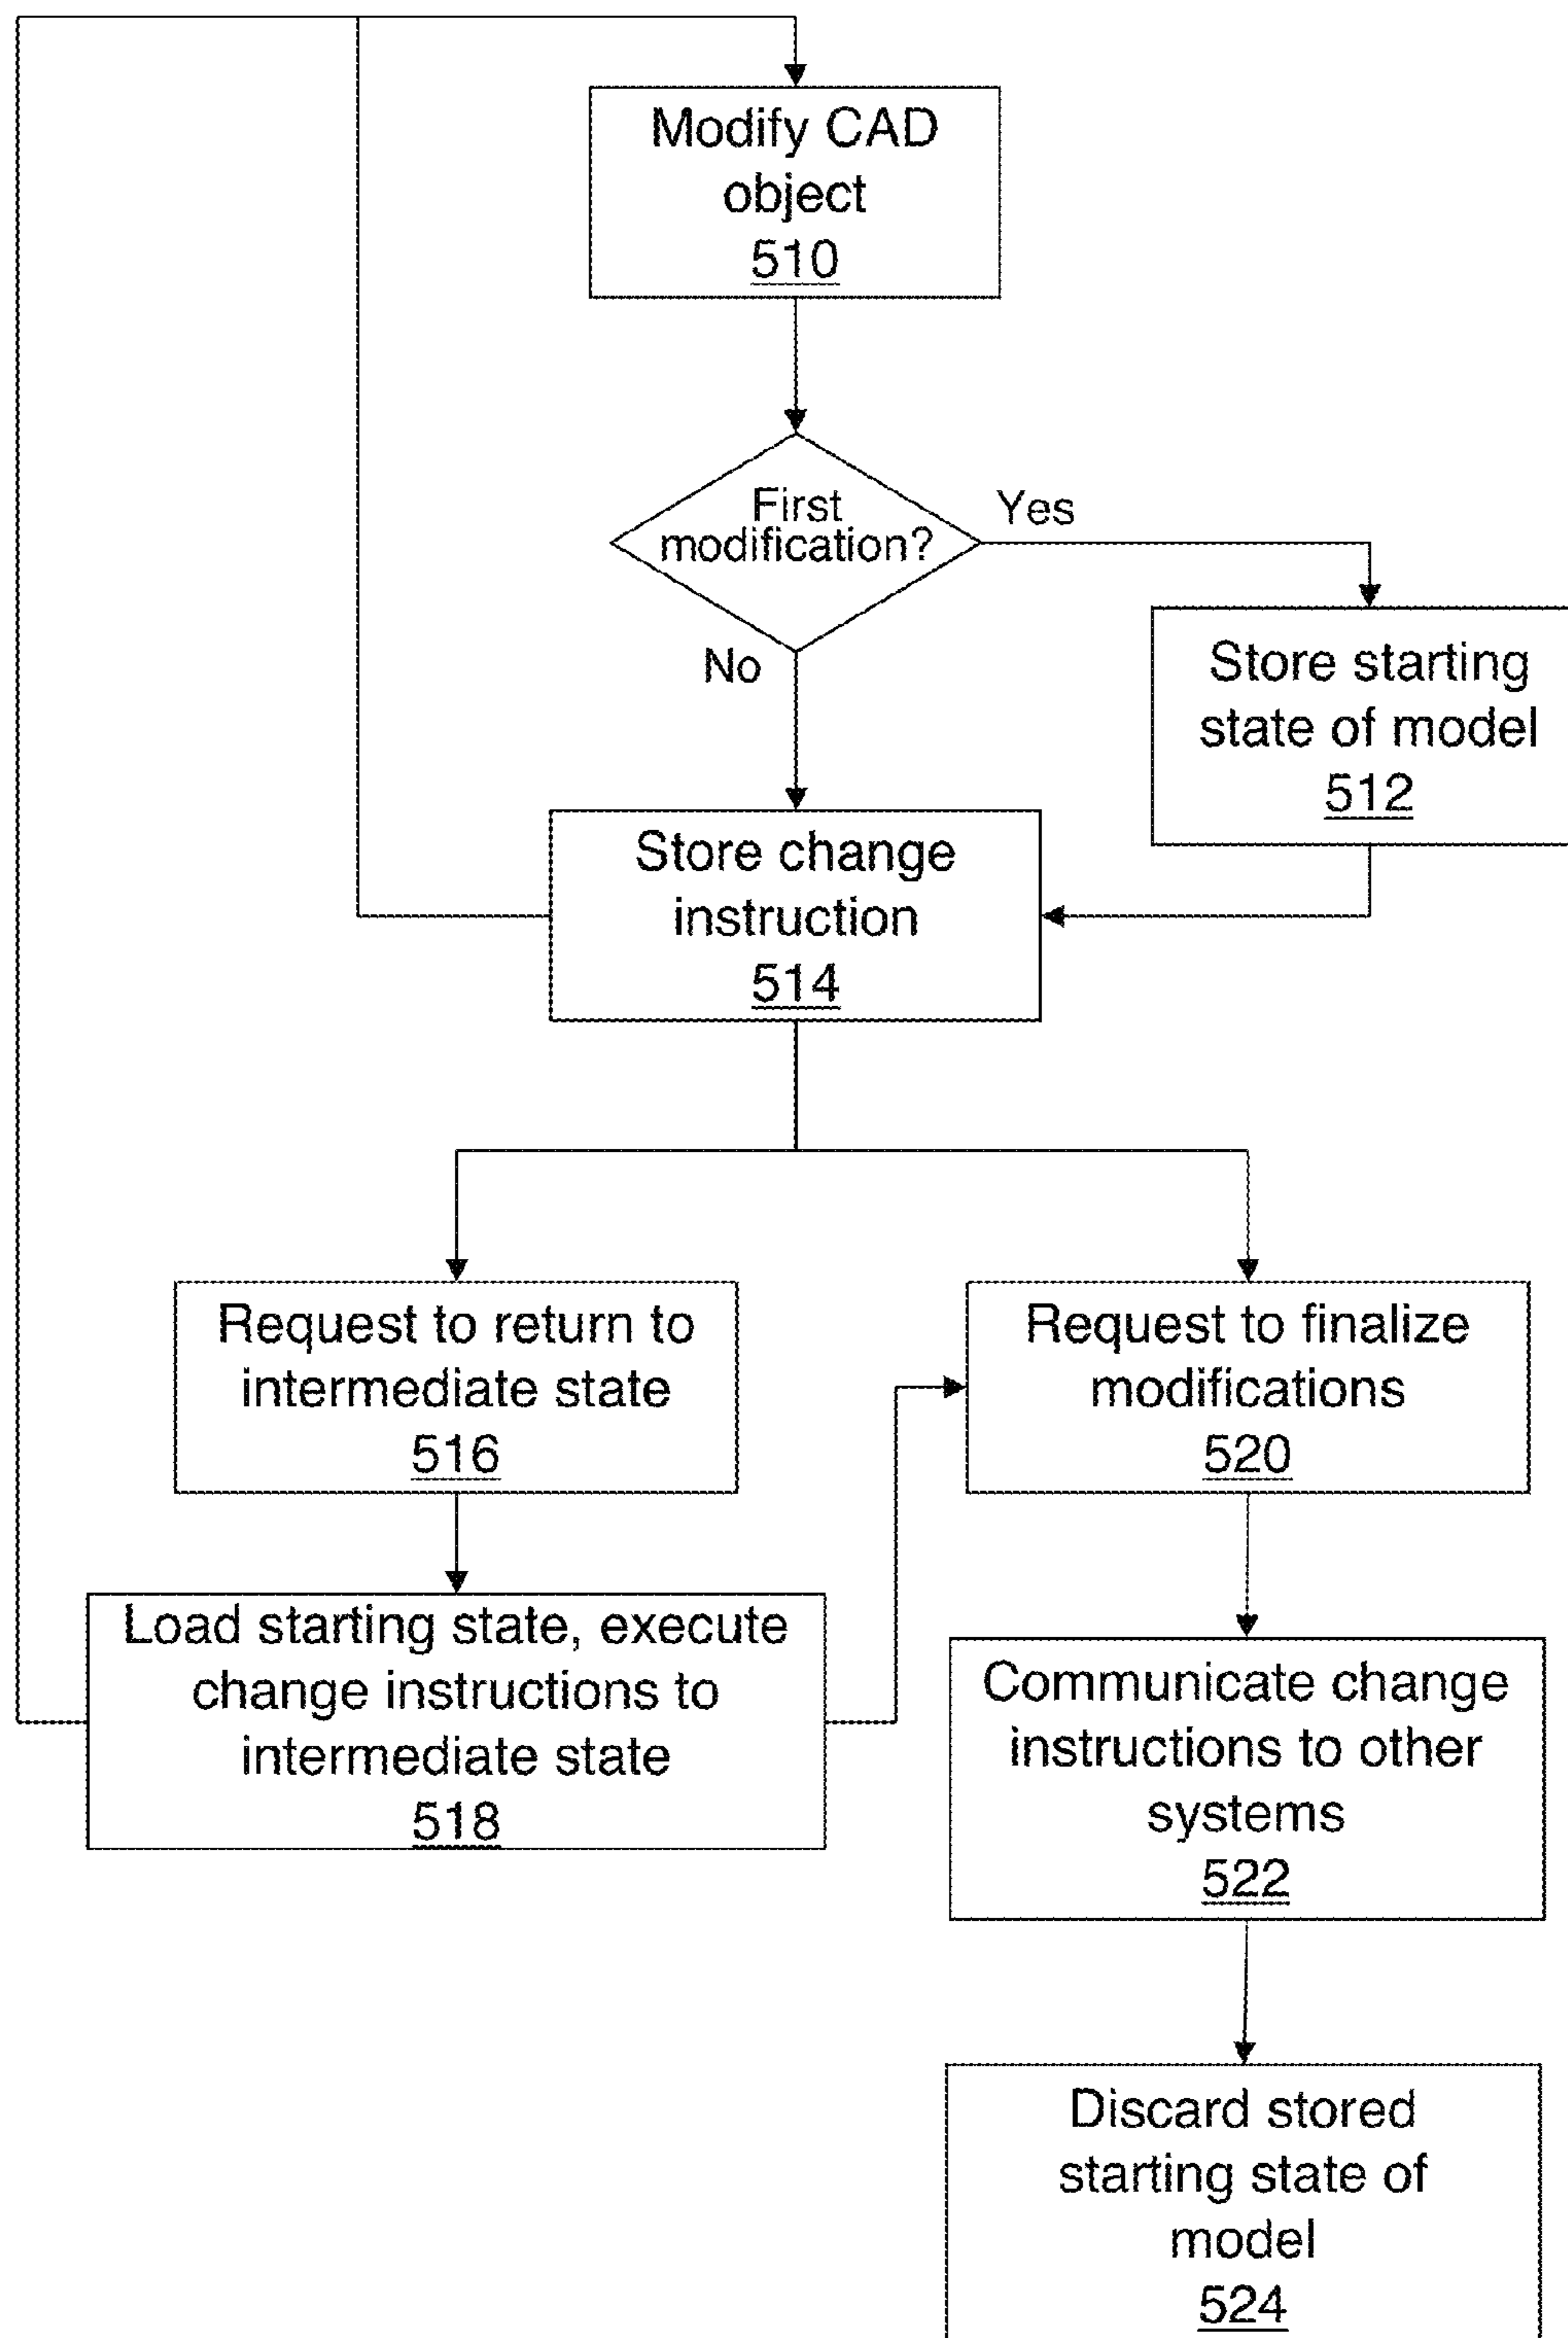 Modify CAD
object
510
First
modification?
Yes
No
Store starting
state of model
512
Store change
instruction
514
Request to return to
intermediate state
516
Request to finalize
modifications
520
Load starting state, execute
change instructions to
intermediate state
518
Communicate change
instructions to other
systems
522
Discard stored
starting state of
model
524